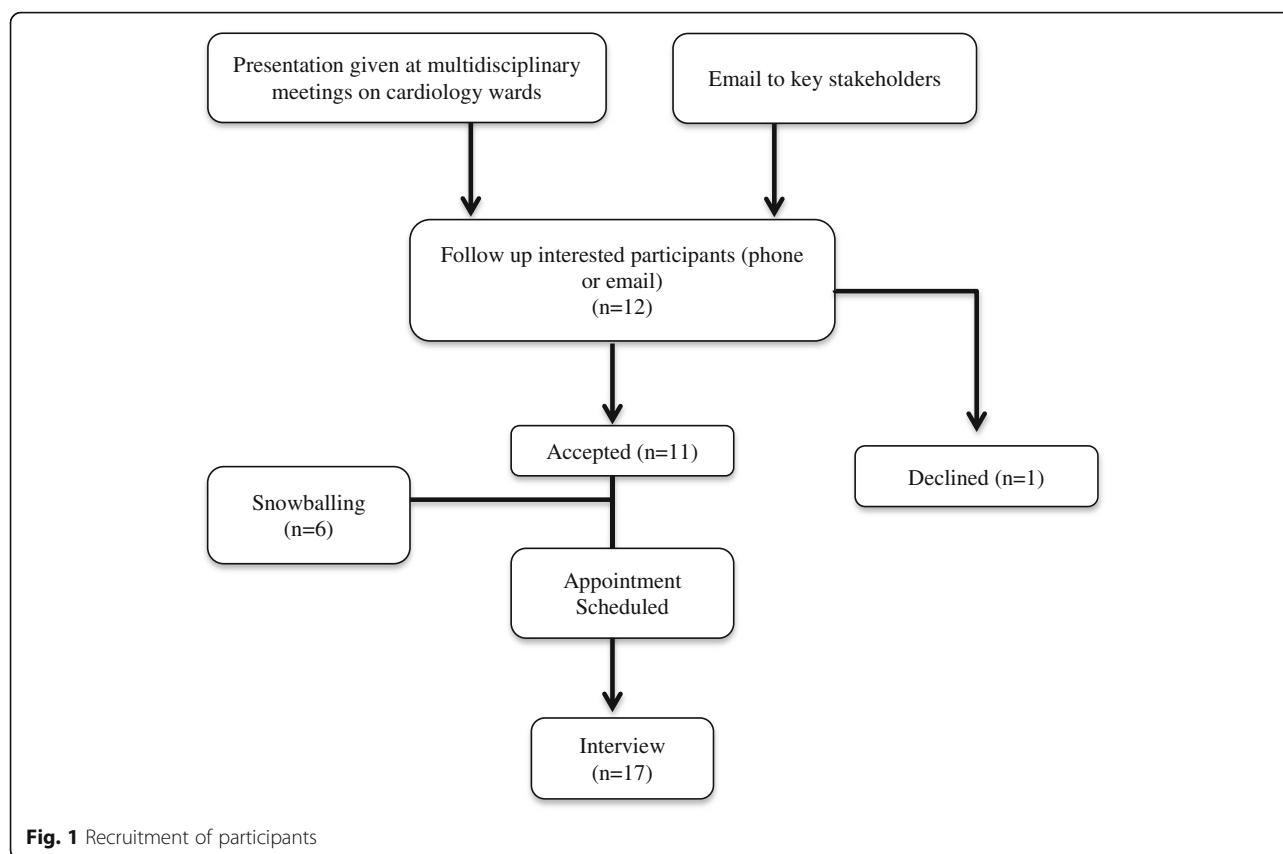 Presentation given at multidisciplinary
meetings on cardiology wards
Email to key stakeholders
Follow up interested participants (phone
or email)
(n=12)
Accepted (n=11)
Declined (n=1)
Snowballing
(n=6)
Appointment
Scheduled
Interview
(n=17)
Fig. 1 Recruitment of participants